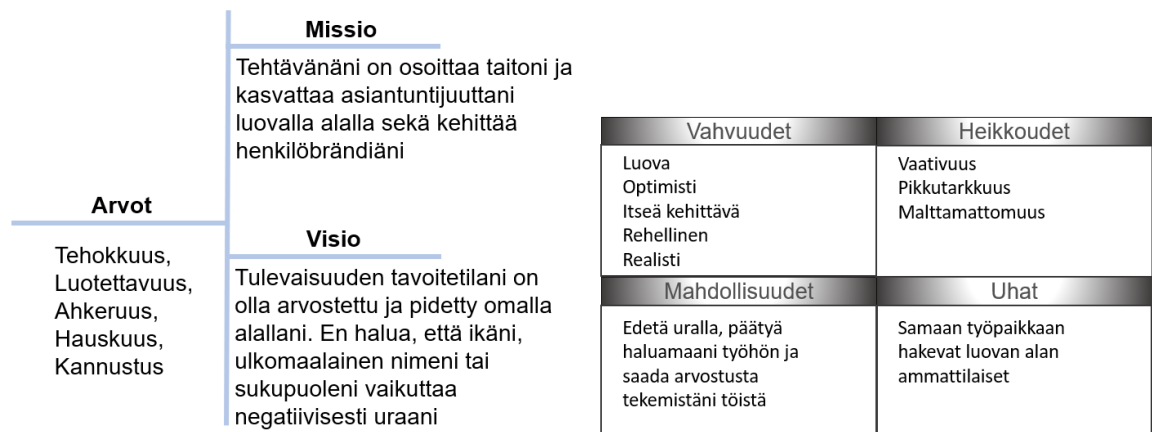 Missio
Tehtävänäni on osoittaa taitoni ja
kasvattaa asiantuntijuuttani
luovalla alalla sekä kehittää
henkilöbrändiäni
Arvot
Tehokkuus,
Luotettavuus,
Ahkeruus,
Hauskuus,
Kannustus
Visio
Tulevaisuuden tavoitetilani on
olla arvostettu ja pidetty omalla
alallani. En halua, että ikäni,
ulkomaalainen nimeni tai
sukupuoleni vaikuttaa
negatiivisesti uraani
Vahvuudet
Luova
Optimisti
Itseä kehittävä
Rehellinen
Realisti
Heikkoudet
Vaativuus
Pikkutarkkuus
Malttamattomuus
Mahdollisuudet
Edetä uralla, päätyä
haluamaani työhön ja
saada arvostusta
tekemistäni töistä
Uhat
Samaan työpaikkaan
hakevat luovan alan
ammattilaiset